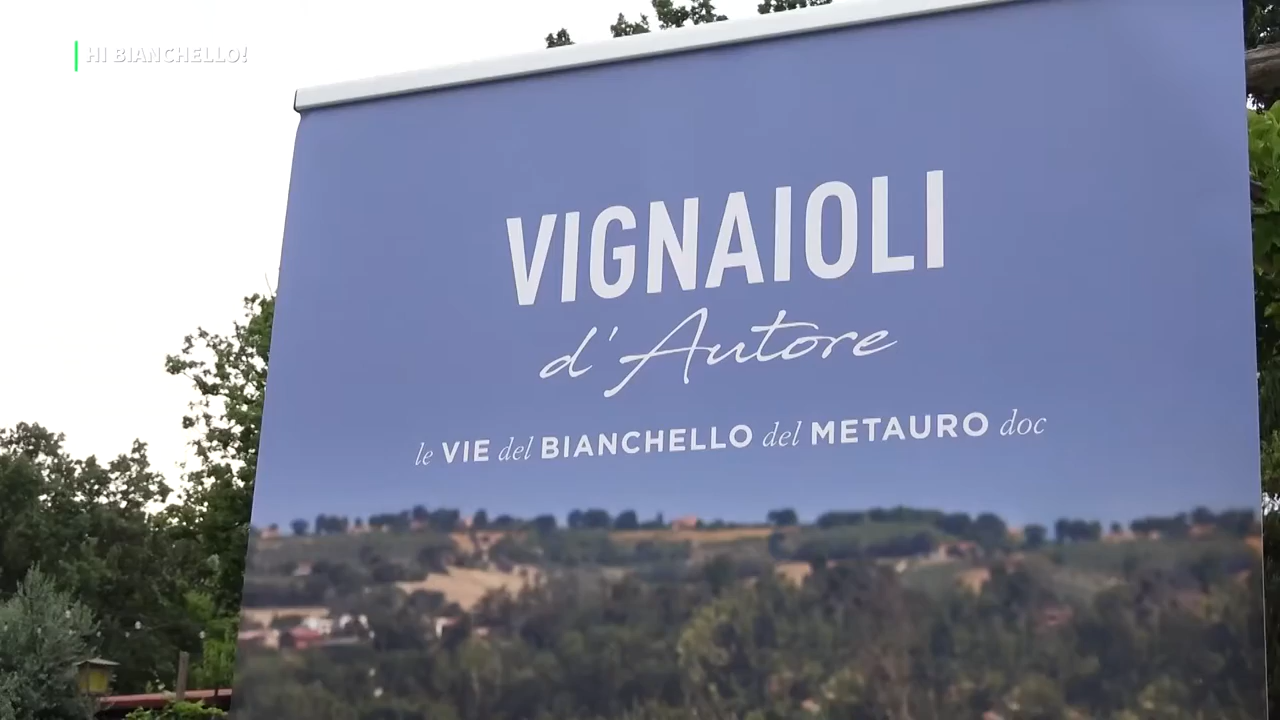 HI BIANCHELLO!
VIGNAIOLI
d'Autore
le VIE del BIANCHELLO del METAURO doc